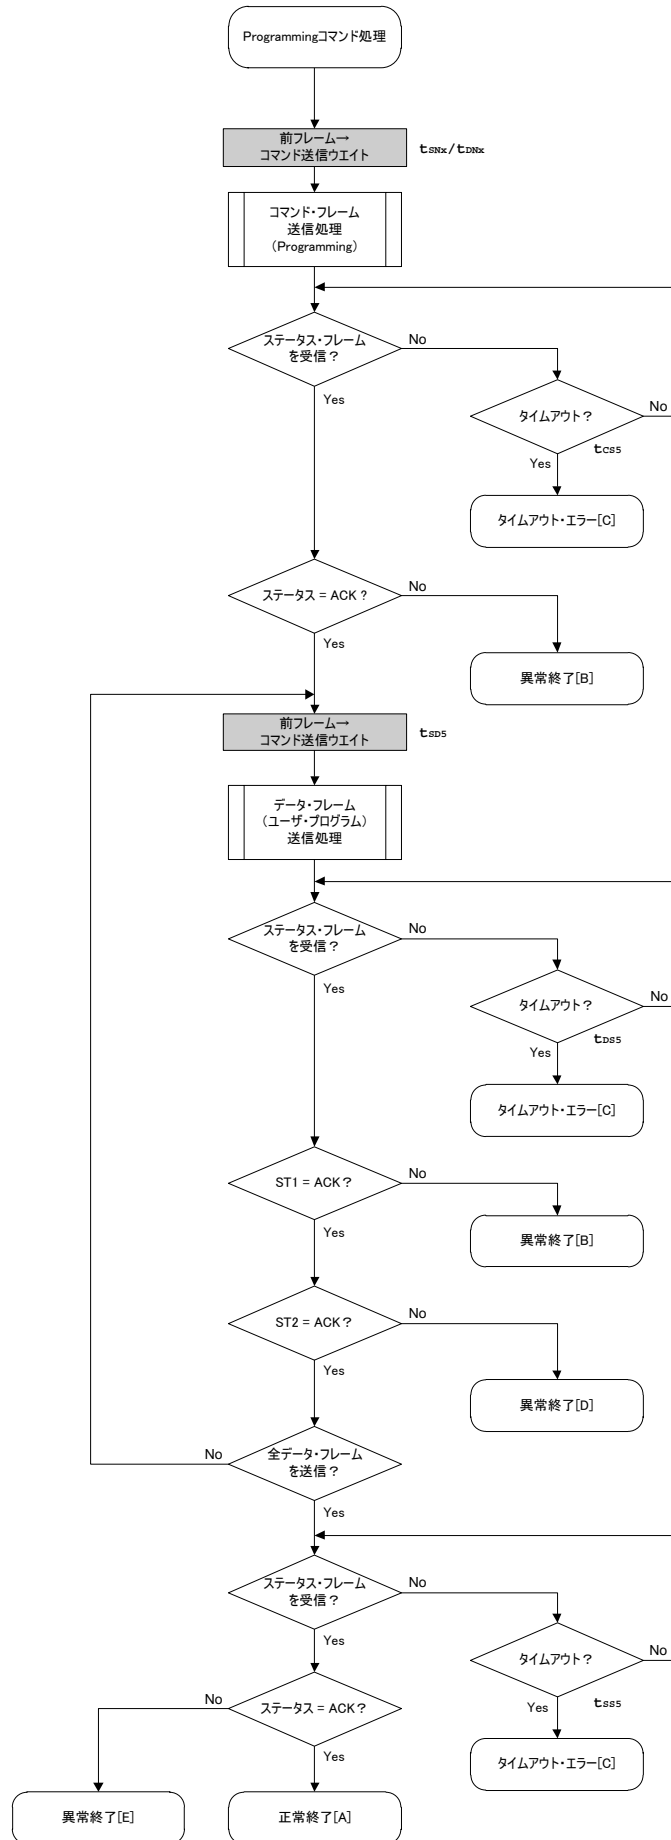 Programmingコマンド処理
前フレーム→
コマンド送信ウエイト
tSNx/tDNx
コマンド・フレーム
送信処理
(Programming)
ステータス・フレーム
を受信？
No
Yes
タイムアウト？
No
tCS5
Yes
タイムアウト・エラー[C]
ステータス = ACK ?
No
Yes
異常終了[B]
前フレーム→
コマンド送信ウエイト
tSD5
データ・フレーム
(ユーザ・プログラム)
送信処理
ステータス・フレーム
を受信？
No
Yes
タイムアウト？
No
tDS5
Yes
タイムアウト・エラー[C]
ST1 = ACK？
No
Yes
異常終了[B]
ST2 = ACK？
No
Yes
異常終了[D]
全データ・フレーム
を送信？
No
Yes
ステータス・フレーム
を受信？
No
Yes
タイムアウト？
No
tSS5
Yes
タイムアウト・エラー[C]
ステータス = ACK？
No
Yes
異常終了[E]
正常終了[A]